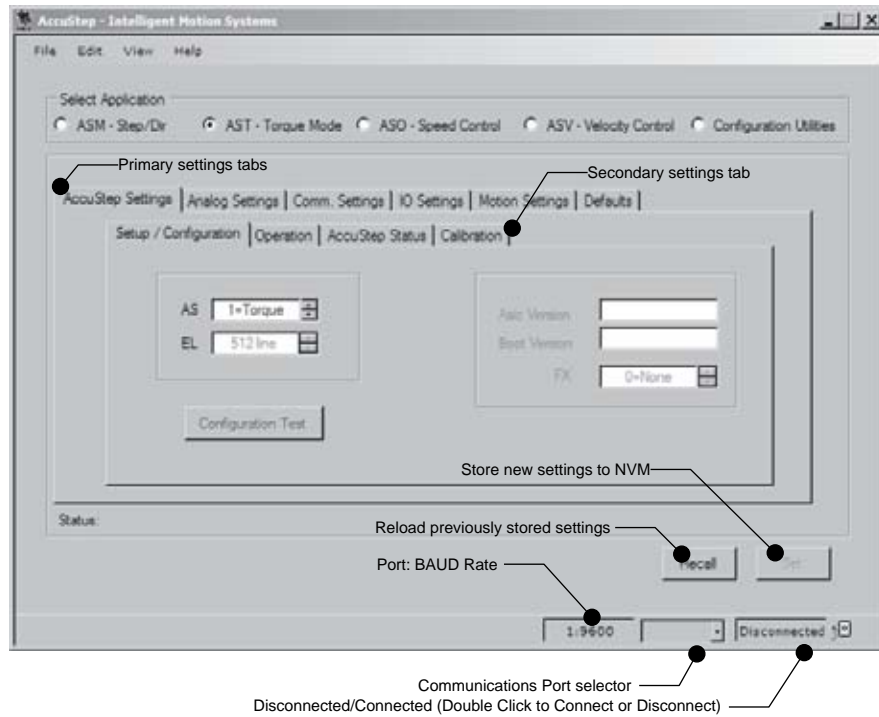 AccuStep - Intelligent Motion Systems
File Edit View Help
Select Application
ASM - Step/Dir AST - Torque Mode ASO - Speed Control ASV - Velocity Control Configuration Utilities
Primary settings tabs
Secondary settings tab
AccuStep Settings Analog Settings Comm. Settings IO Settings Motion Settings Defaults
Setup / Configuration Operation AccuStep Status Calibration
AS 1=Torque
EL 512 line
Asic Version
Boot Version
FX 0=None
Configuration Test
Store new settings to NVM
Status:
Reload previously stored settings
Recall Set
Port: BAUD Rate
1:9600 Disconnected
Communications Port selector
Disconnected/Connected (Double Click to Connect or Disconnect)